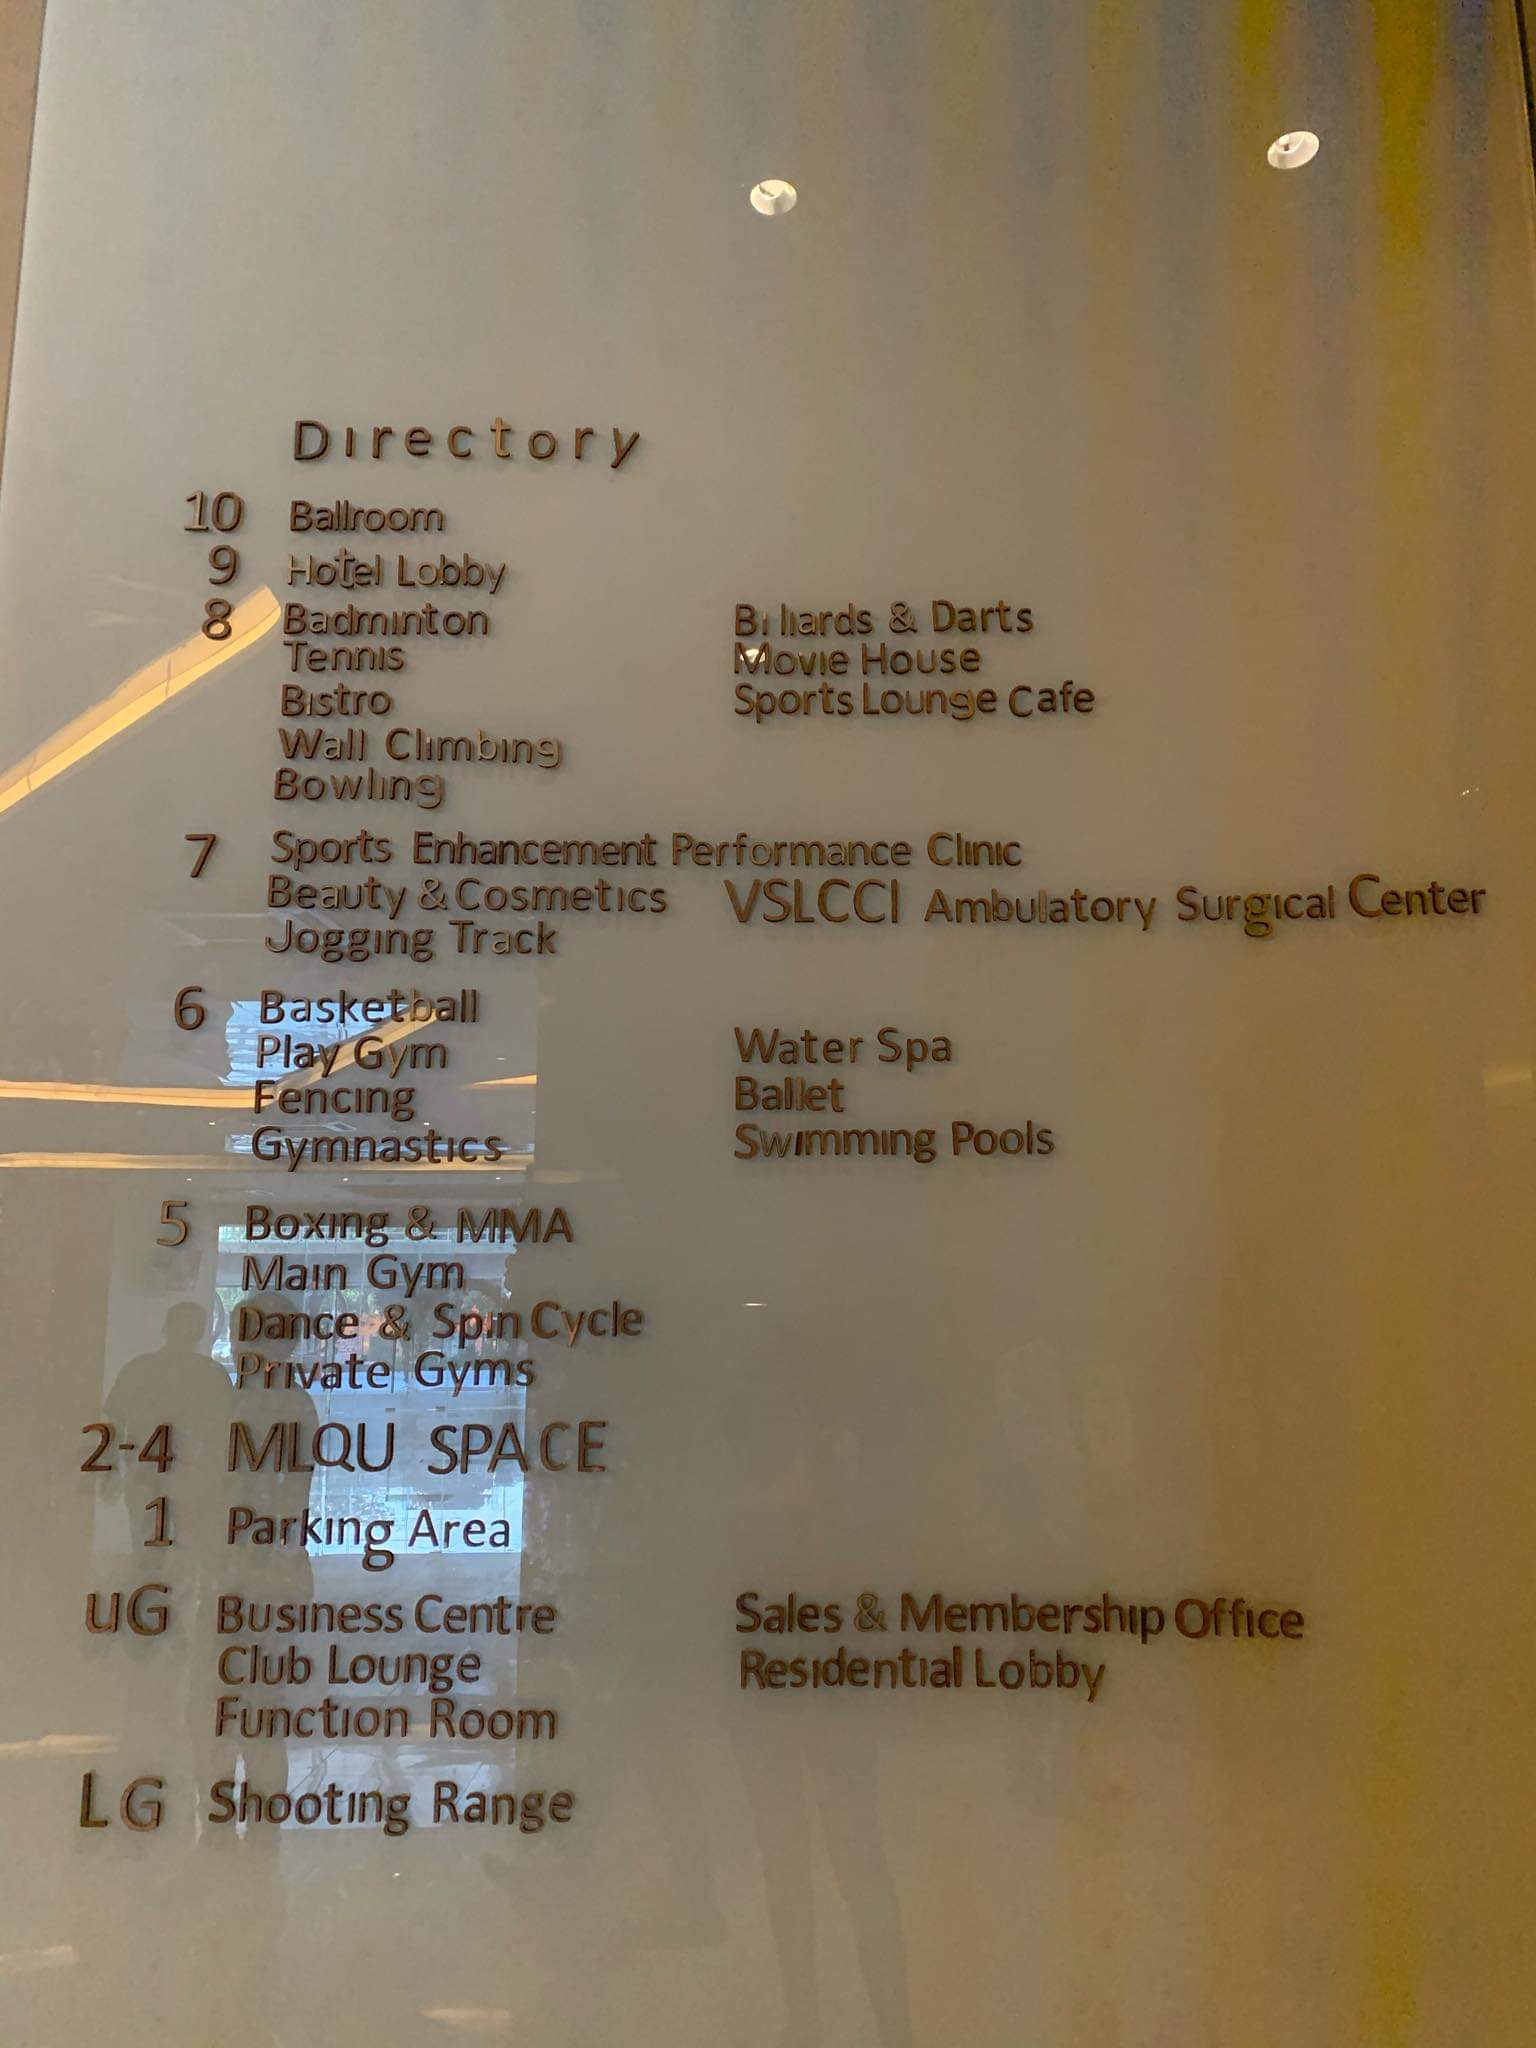 Directory
10 Ballroom
9 Hotel Lobby
8 Badminton Billiards & Darts
Tennis Movie House
Bistro Sports Lounge Cafe
Wall Climbing
Bowling
7 Sports Enhancement Performance Clinic
Beauty & Cosmetics VSLCCI Ambulatory Surgical Center
Jogging Track
6 Basketball
Play Gym Water Spa
Fencing Ballet
Gymnastics Swimming Pools
5 Boxing & MMA
Main Gym
Dance & Spin Cycle
Private Gyms
2-4 MLQU SPACE
1 Parking Area
uG Business Centre Sales & Membership Office
Club Lounge Residential Lobby
Function Room
LG Shooting Range